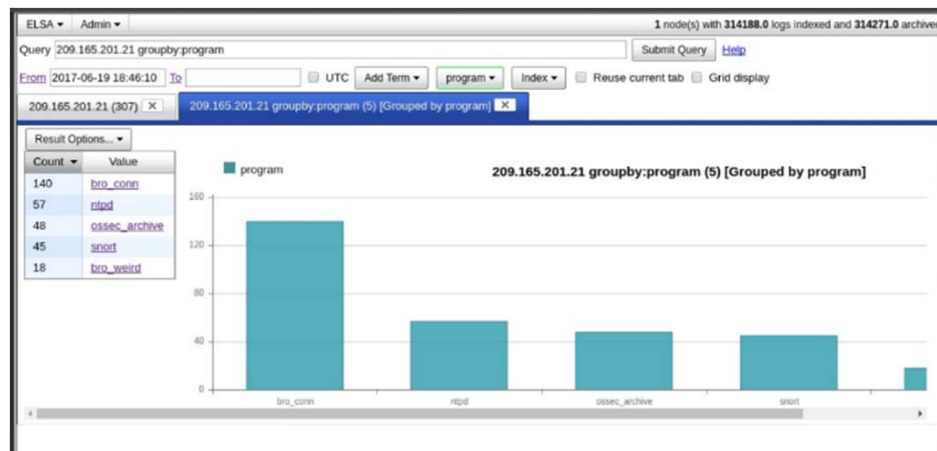 ELSA Admin 1 node(s) with 314188.0 logs indexed and 314271.0 archived
Query 209.165.201.21 groupby:program Submit Query Help
From 2017-06-19 18:46:10 To UTC Add Term program Index Reuse current tab Grid display
209.165.201.21 (307) X 209.165.201.21 groupby:program (5) [Grouped by program] X
Result Options...
Count Value
140 bro_conn
57 ntpd
48 ossec_archive
45 snort
18 bro_weird
program
209.165.201.21 groupby:program (5) [Grouped by program]
160
120
80
40
0
bro_conn ntpd ossec_archive snort